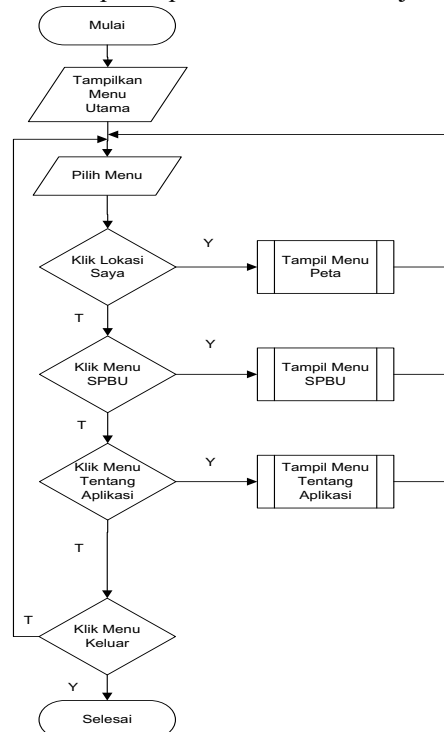 Mulai
Tampilkan
Menu
Utama
Pilih Menu
Klik Lokasi
Saya
Y
Tampil Menu
Peta
T
Klik Menu
SPBU
Y
Tampil Menu
SPBU
T
Klik Menu
Tentang
Aplikasi
Y
Tampil Menu
Tentang
Aplikasi
T
Klik Menu
Keluar
T
Y
Selesai